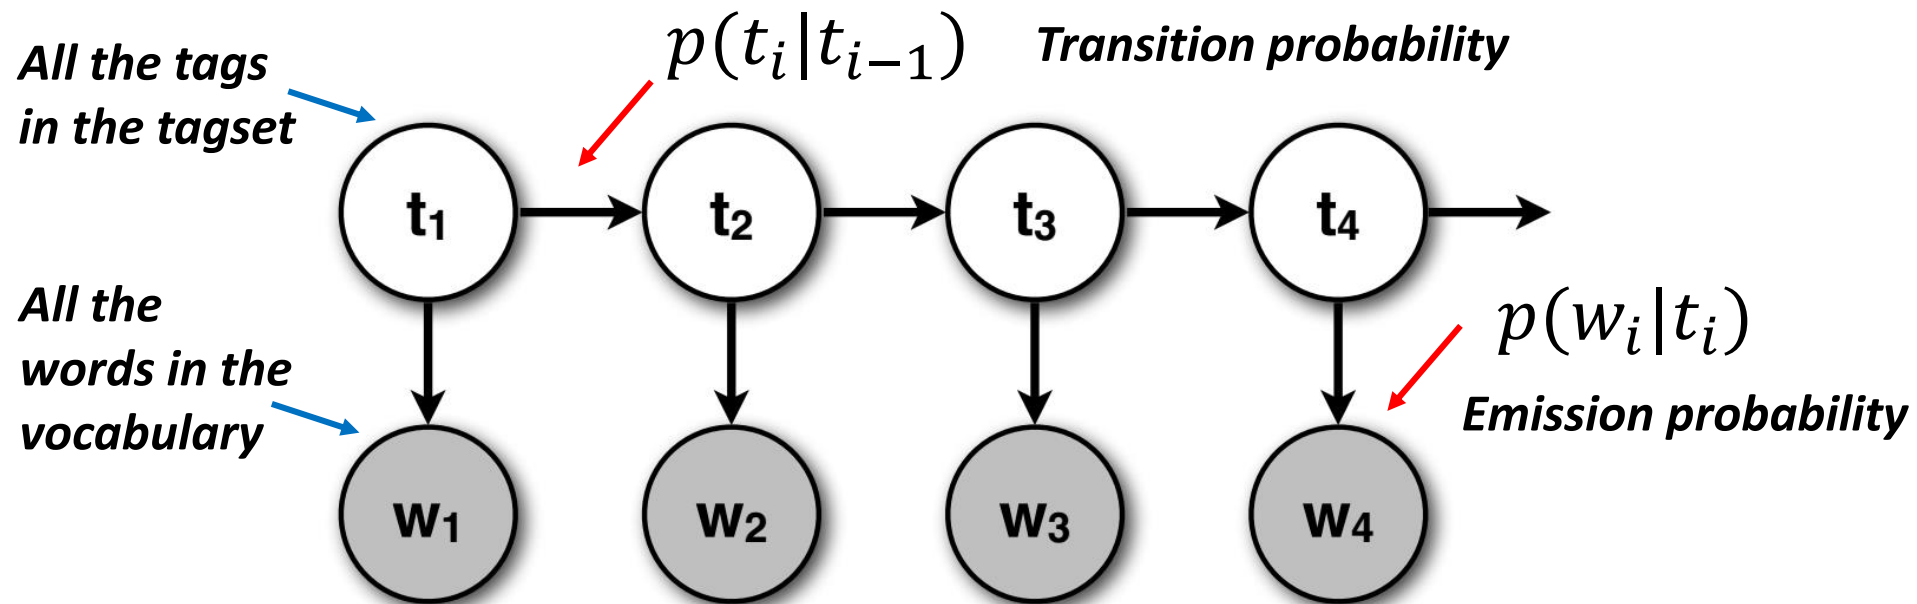 All the tags
in the tagset
p(t_i|t_{i−1})
Transition probability
t₁
t₂
t₃
t₄
All the
words in the
vocabulary
p(w_i|t_i)
Emission probability
w₁
w₂
w₃
w₄